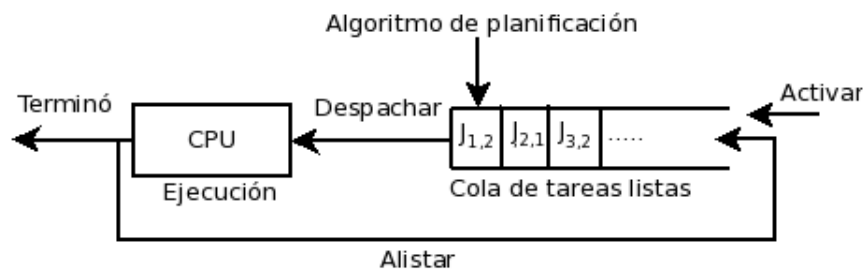 Algoritmo de planificación
Terminó
Despachar
Activar
CPU
J1,2
J2,1
J3,2
.....
Ejecución
Cola de tareas listas
Alistar